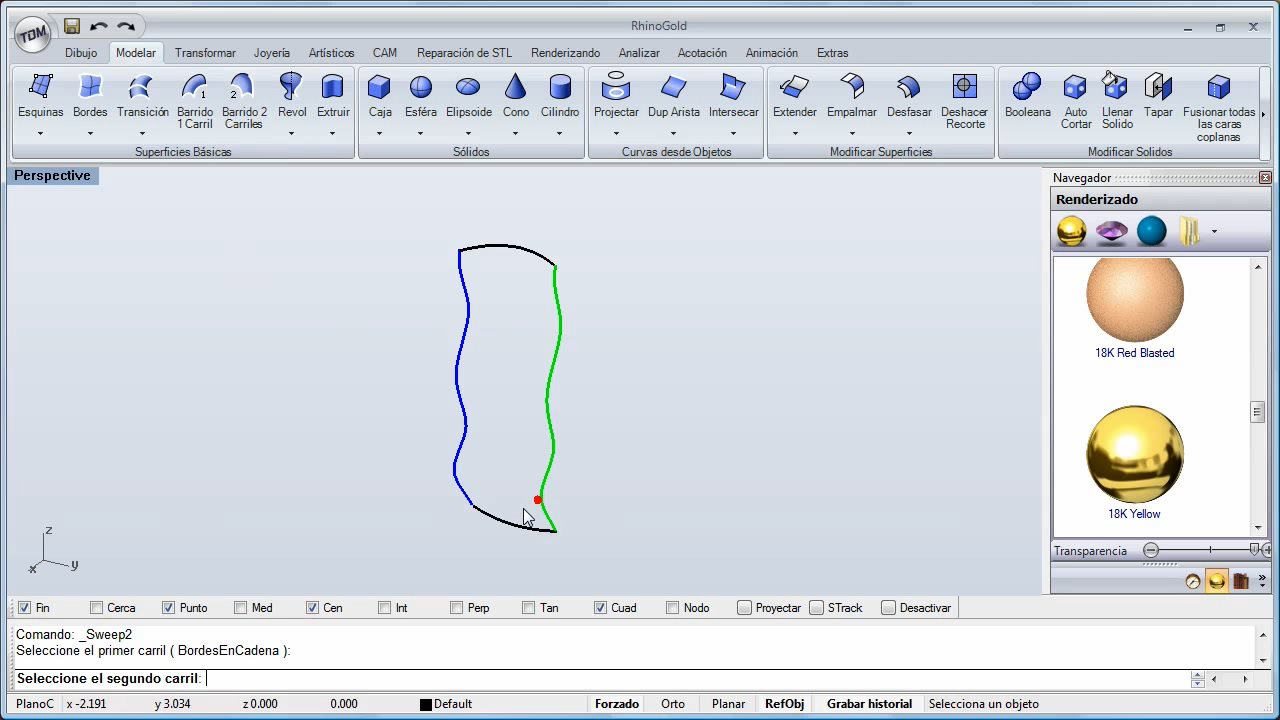 RhinoGold
TDM
Dibujo Modelar Transformar Joyería Artísticos CAM Reparación de STL Renderizando Analizar Acotación Animación Extras
Esquinas Bordes Transición Barrido 1 Carril Barrido 2 Carriles Revol Extruir
Superficies Básicas
Caja Esféra Elipsoide Cono Cilindro
Sólidos
Projectar Dup Arista Intersecar
Curvas desde Objetos
Extender Empalmar Desfasar Deshacer Recorte
Modificar Superficies
Booleana Auto Cortar Llenar Solido Tapar Fusionar todas las caras coplanas
Modificar Solidos
Perspective
z
x
y
Navegador
Renderizado
18K Red Blasted
18K Yellow
Transparencia
Fin Cerca Punto Med Cen Int Perp Tan Cuad Nodo Proyectar STrack Desactivar
Comando: _Sweep2
Seleccione el primer carril ( BordesEnCadena ):
Seleccione el segundo carril:
PlanoC x -2.191 y 3.034 z 0.000 0.000 Default Forzado Orto Planar RefObj Grabar historial Selecciona un objeto